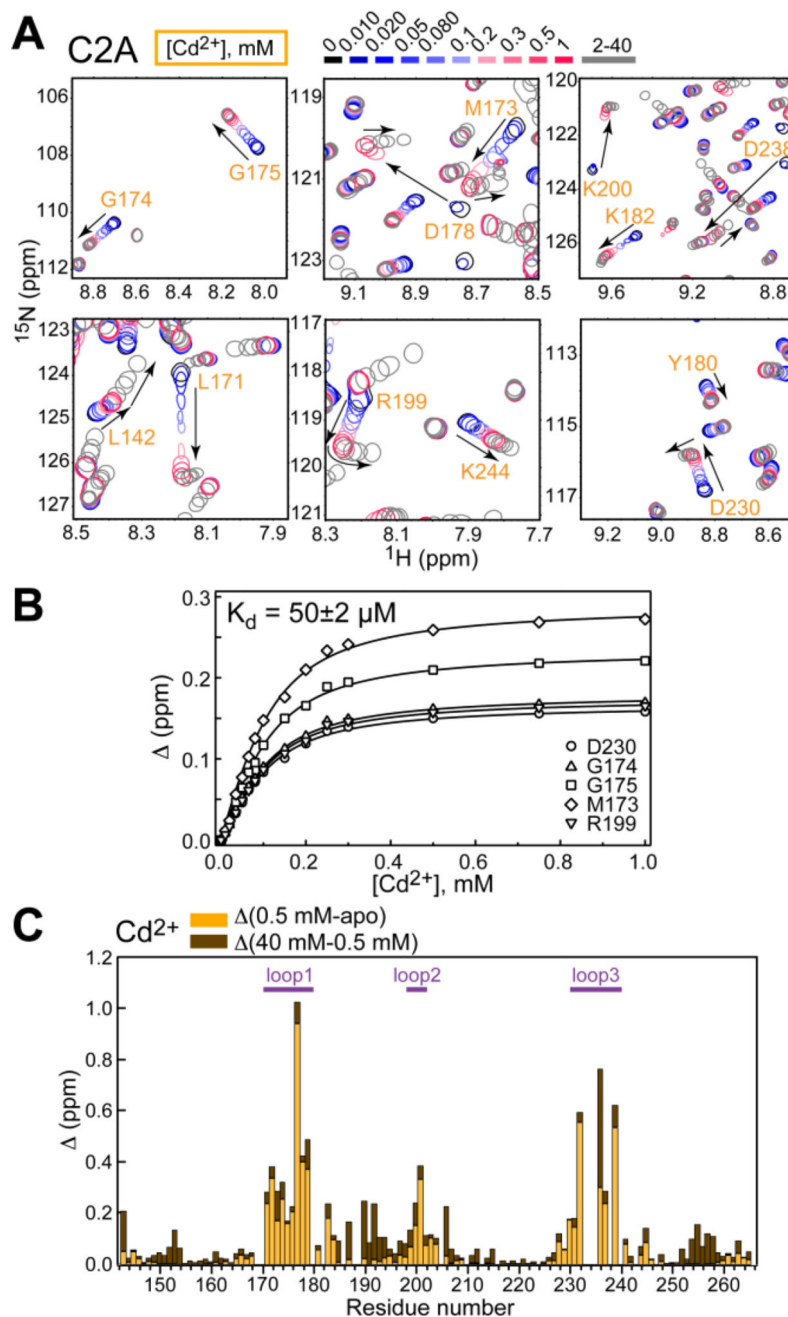 A
C2A
[Cd2+], mM
0 0.010 0.020 0.05 0.080 0.1 0.2 0.3 0.5 1 2-40
106
108
110
112
G174
G175
8.8 8.6 8.4 8.2 8.0
119
121
123
M173
D178
9.1 8.9 8.7 8.5
120
122
124
126
D238
K200
K182
9.6 9.2 8.8
15N (ppm)
123
124
125
126
127
L171
L142
8.5 8.3 8.1 7.9
117
118
119
120
121
R199
K244
8.3 8.1 7.9 7.7
113
115
117
Y180
D230
9.2 9.0 8.8 8.6
1H (ppm)
B
Kd = 50±2 μM
0.3
0.2
0.1
0.0
Δ (ppm)
D230
G174
G175
M173
R199
0.0 0.2 0.4 0.6 0.8 1.0
[Cd2+], mM
C
Cd2+
Δ(0.5 mM-apo)
Δ(40 mM-0.5 mM)
loop1 loop2 loop3
1.2
1.0
0.8
0.6
0.4
0.2
0.0
Δ (ppm)
150 160 170 180 190 200 210 220 230 240 250 260
Residue number